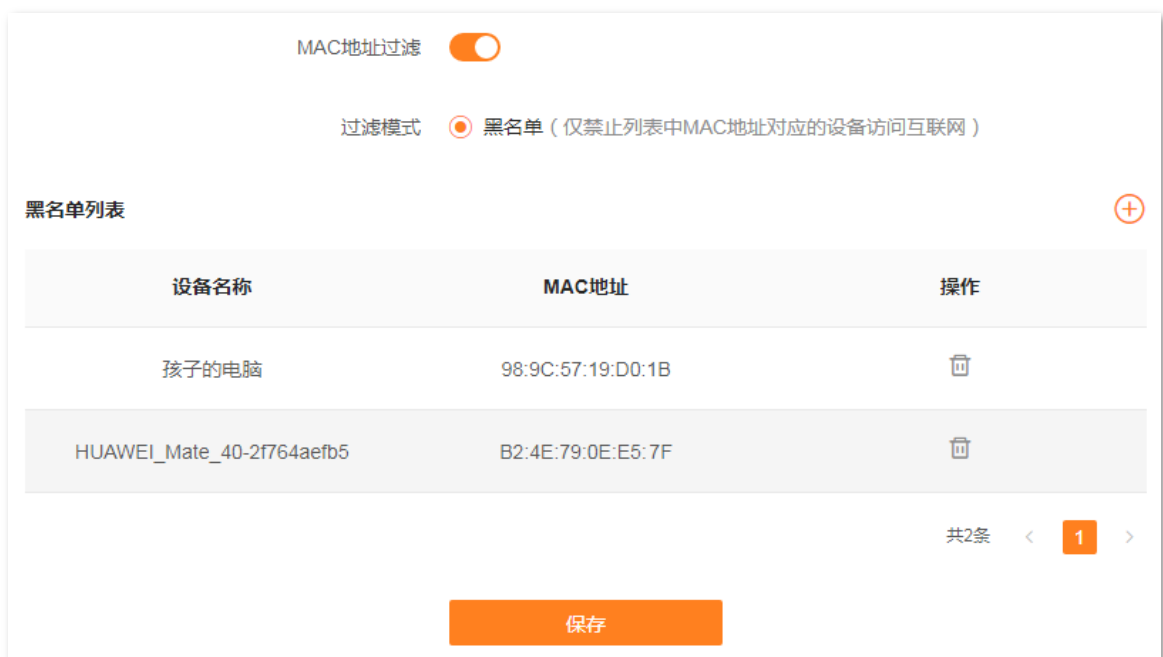 MAC地址过滤
过滤模式 黑名单（仅禁止列表中MAC地址对应的设备访问互联网）
黑名单列表
设备名称 MAC地址 操作
孩子的电脑 98:9C:57:19:D0:1B
HUAWEI_Mate_40-2f764aefb5 B2:4E:79:0E:E5:7F
共2条 < 1 >
保存